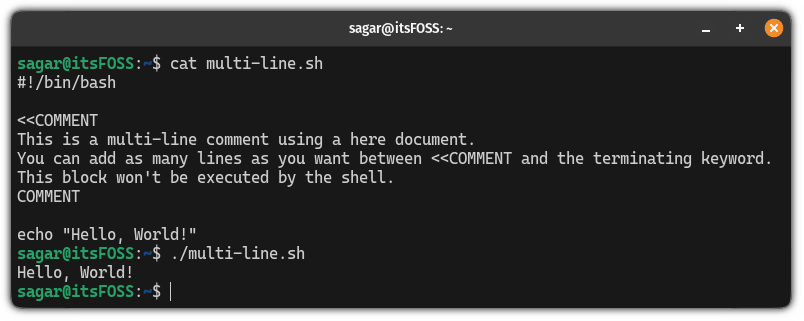 sagar@itsFOSS: ~
sagar@itsFOSS:~$ cat multi-line.sh
#!/bin/bash
<<COMMENT
This is a multi-line comment using a here document.
You can add as many lines as you want between <<COMMENT and the terminating keyword.
This block won't be executed by the shell.
COMMENT
echo "Hello, World!"
sagar@itsFOSS:~$ ./multi-line.sh
Hello, World!
sagar@itsFOSS:~$